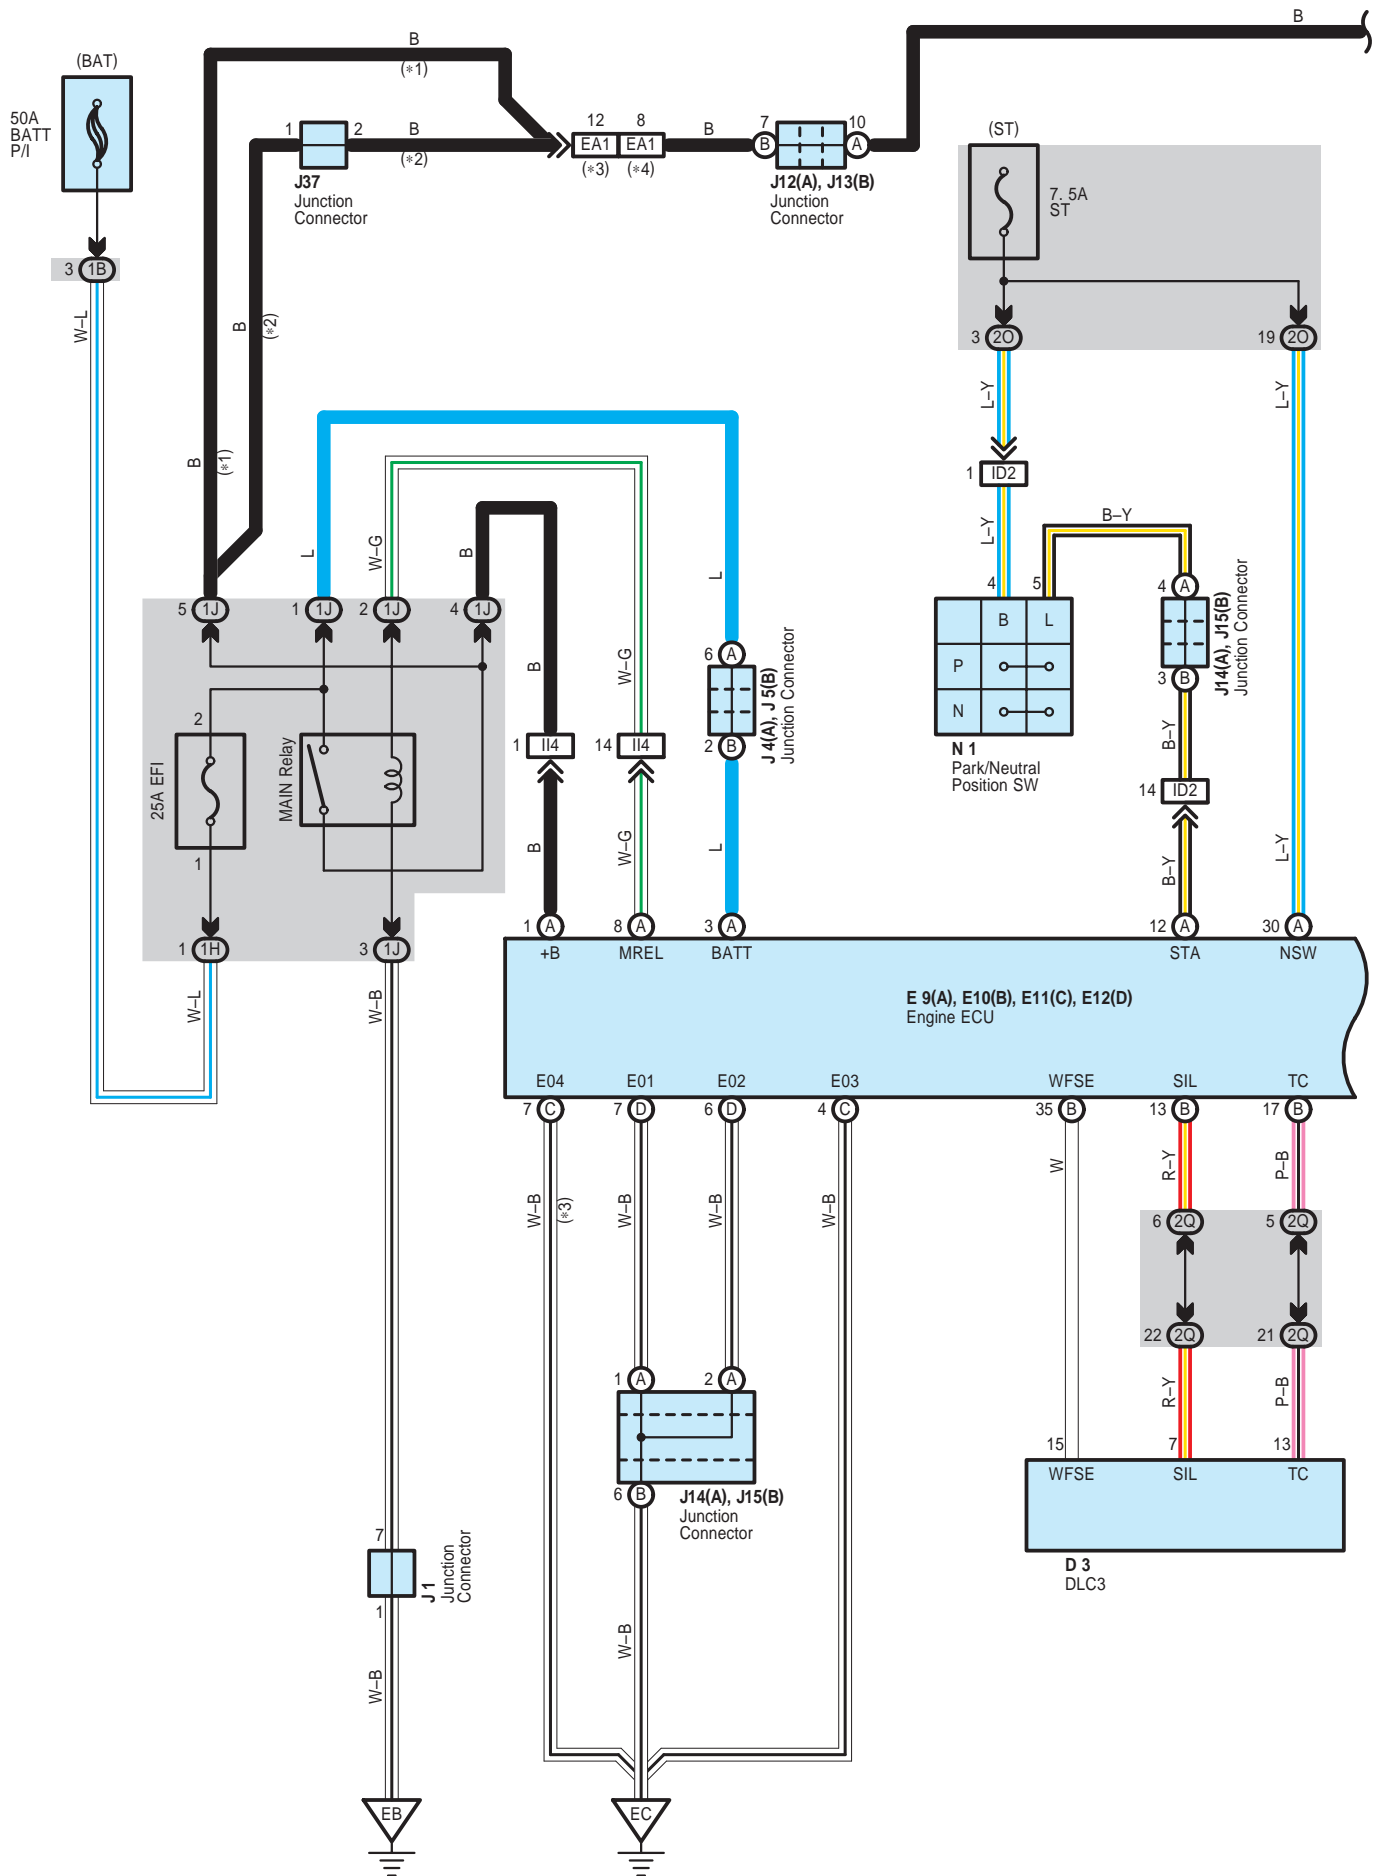 B
B
(∗1)
(BAT)
50A
BATT
P/I
1
2
B
(∗2)
J37
Junction
Connector
12
8
EA1
EA1
(∗3)
(∗4)
B
7
10
B
A
J12(A), J13(B)
Junction
Connector
(ST)
7. 5A
ST
3
1B
W–L
B
(∗2)
3
2O
19
2O
L–Y
L–Y
B
(∗1)
1
ID2
L
W–G
B
L–Y
B–Y
L
4
5
4
A
J14(A), J15(B)
Junction Connector
5
1J
1
1J
2
1J
4
1J
B
L
P
N
N 1
Park/Neutral
Position SW
3
B
B
W–G
6
A
J 4(A), J 5(B)
Junction Connector
2
25A EFI
1
MAIN Relay
1
II4
14
II4
2
B
B–Y
14
ID2
B
W–G
L
B–Y
L–Y
1
1H
3
1J
1
A
8
A
3
A
12
A
30
A
+B
MREL
BATT
STA
NSW
W–L
W–B
E 9(A), E10(B), E11(C), E12(D)
Engine ECU
E04
E01
E02
E03
WFSE
SIL
TC
7
C
7
D
6
D
4
C
35
B
13
B
17
B
W–B
(∗3)
W–B
W–B
W–B
W
R–Y
P–B
6
2Q
5
2Q
22
2Q
21
2Q
1
A
2
A
R–Y
P–B
15
7
13
WFSE
SIL
TC
6
B
J14(A), J15(B)
Junction
Connector
D 3
DLC3
7
J 1
Junction
Connector
1
W–B
W–B
EB
EC